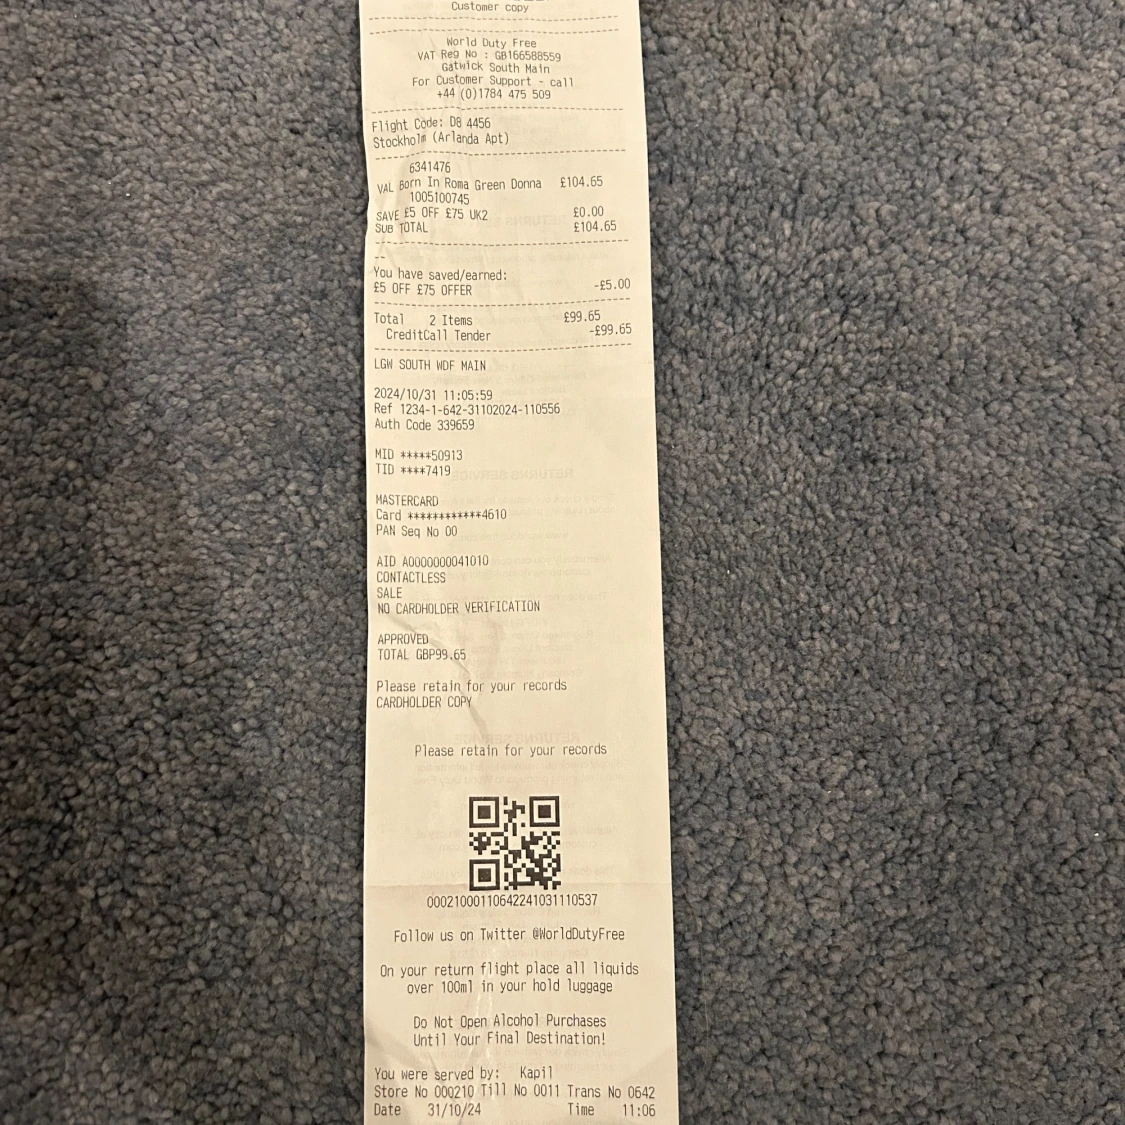 Customer copy
World Duty Free
VAT Reg No : GB166588559
Gatwick South Main
For Customer Support - call
+44 (0)1784 475 509
Flight Code: D8 4456
Stockholm (Arlanda Apt)
6341476
VAL Born In Roma Green Donna £104.65
1005100745
SAVE £5 OFF £75 UK2 £0.00
SUB TOTAL £104.65
--
You have saved/earned:
£5 OFF £75 OFFER -£5.00
Total 2 Items £99.65
CreditCall Tender -£99.65
LGW SOUTH WDF MAIN
2024/10/31 11:05:59
Ref 1234-1-642-31102024-110556
Auth Code 339659
MID *****50913
TID ****7419
MASTERCARD
Card ************4610
PAN Seq No 00
AID A0000000041010
CONTACTLESS
SALE
NO CARDHOLDER VERIFICATION
APPROVED
TOTAL GBP99.65
Please retain for your records
CARDHOLDER COPY
Please retain for your records
00021000110642241031110537
Follow us on Twitter @WorldDutyFree
On your return flight place all liquids
over 100ml in your hold luggage
Do Not Open Alcohol Purchases
Until Your Final Destination!
You were served by: Kapil
Store No 000210 Till No 0011 Trans No 0642
Date 31/10/24 Time 11:06